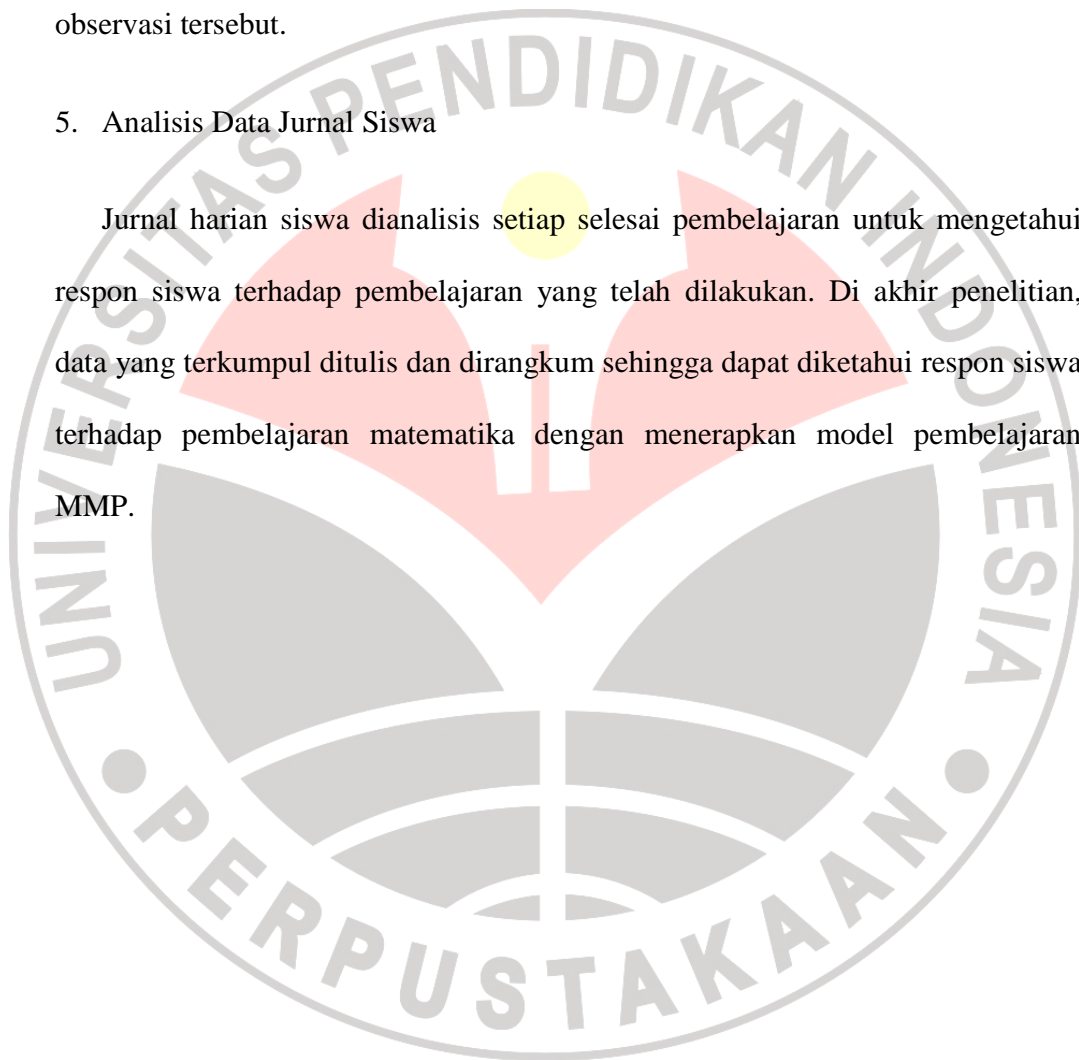 observasi tersebut.
5. Analisis Data Jurnal Siswa
Jurnal harian siswa dianalisis setiap selesai pembelajaran untuk mengetahui
respon siswa terhadap pembelajaran yang telah dilakukan. Di akhir penelitian,
data yang terkumpul ditulis dan dirangkum sehingga dapat diketahui respon siswa
terhadap pembelajaran matematika dengan menerapkan model pembelajaran
MMP.
UNIVERSITAS PENDIDIKAN INDONESIA
PERPUSTAKAAN